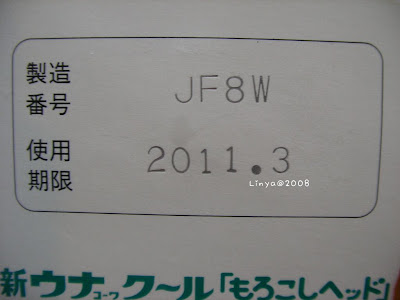 製造
番号
JF8W
使用
期限
2011.3
Linya@2008
新ウナコーワクール「もろこしヘッド」